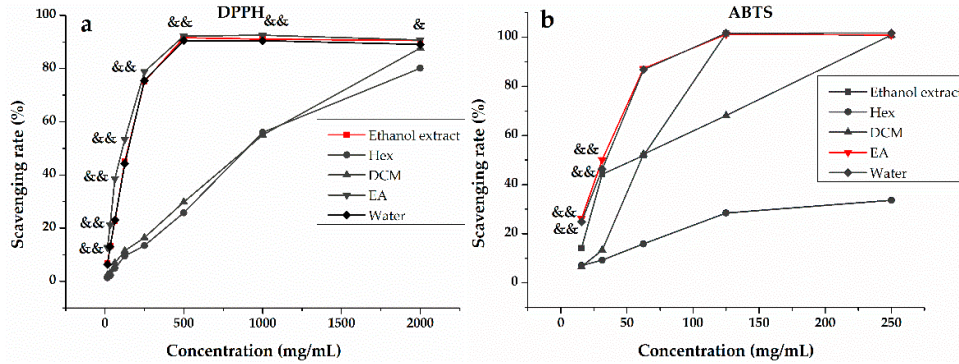 a
DPPH
&&
&&
&
&&
&&
&&
&&
&&
Scavenging rate (%)
100
80
60
40
20
0
Ethanol extract
Hex
DCM
EA
Water
0
500
1000
1500
2000
Concentration (mg/mL)
b
ABTS
&&
&&
&&
&&
Scavenging rate (%)
100
80
60
40
20
0
Ethanol extract
Hex
DCM
EA
Water
0
50
100
150
200
250
Concentration (mg/mL)